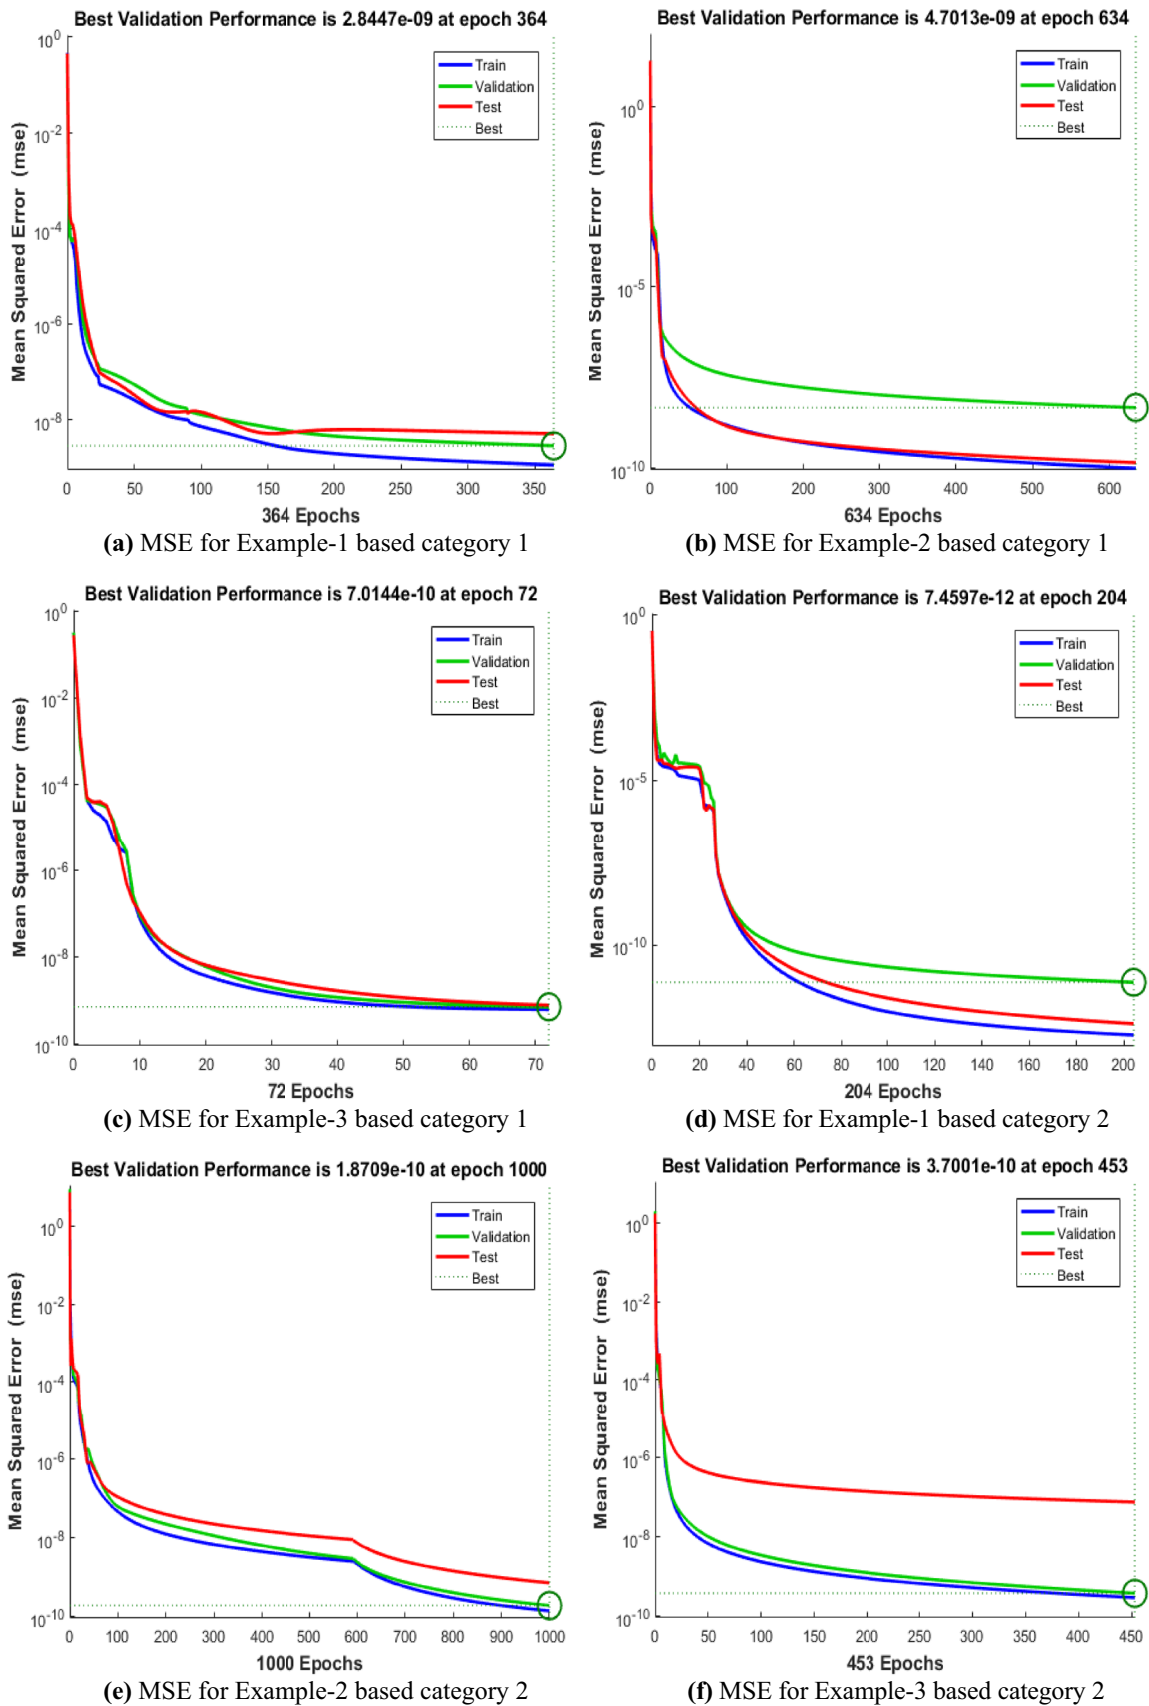 Best Validation Performance is 2.8447e-09 at epoch 364
Mean Squared Error (mse)
10^0
10^-2
10^-4
10^-6
10^-8
Train
Validation
Test
Best
0 50 100 150 200 250 300 350
364 Epochs
(a) MSE for Example-1 based category 1
Best Validation Performance is 4.7013e-09 at epoch 634
Mean Squared Error (mse)
10^0
10^-5
10^-10
Train
Validation
Test
Best
0 100 200 300 400 500 600
634 Epochs
(b) MSE for Example-2 based category 1
Best Validation Performance is 7.0144e-10 at epoch 72
Mean Squared Error (mse)
10^0
10^-2
10^-4
10^-6
10^-8
10^-10
Train
Validation
Test
Best
0 10 20 30 40 50 60 70
72 Epochs
(c) MSE for Example-3 based category 1
Best Validation Performance is 7.4597e-12 at epoch 204
Mean Squared Error (mse)
10^0
10^-5
10^-10
Train
Validation
Test
Best
0 20 40 60 80 100 120 140 160 180 200
204 Epochs
(d) MSE for Example-1 based category 2
Best Validation Performance is 1.8709e-10 at epoch 1000
Mean Squared Error (mse)
10^0
10^-2
10^-4
10^-6
10^-8
10^-10
Train
Validation
Test
Best
0 100 200 300 400 500 600 700 800 900 1000
1000 Epochs
(e) MSE for Example-2 based category 2
Best Validation Performance is 3.7001e-10 at epoch 453
Mean Squared Error (mse)
10^0
10^-2
10^-4
10^-6
10^-8
10^-10
Train
Validation
Test
Best
0 50 100 150 200 250 300 350 400 450
453 Epochs
(f) MSE for Example-3 based category 2